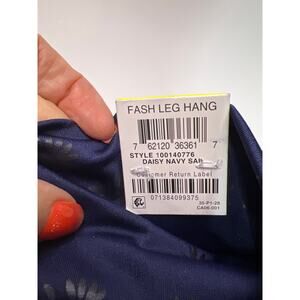 FASH LEG HANG
7 62120 36361 7
STYLE 100140776
DAISY NAVY SAIL
Customer Return Label
071384099375
35-P1-28
CA06-001